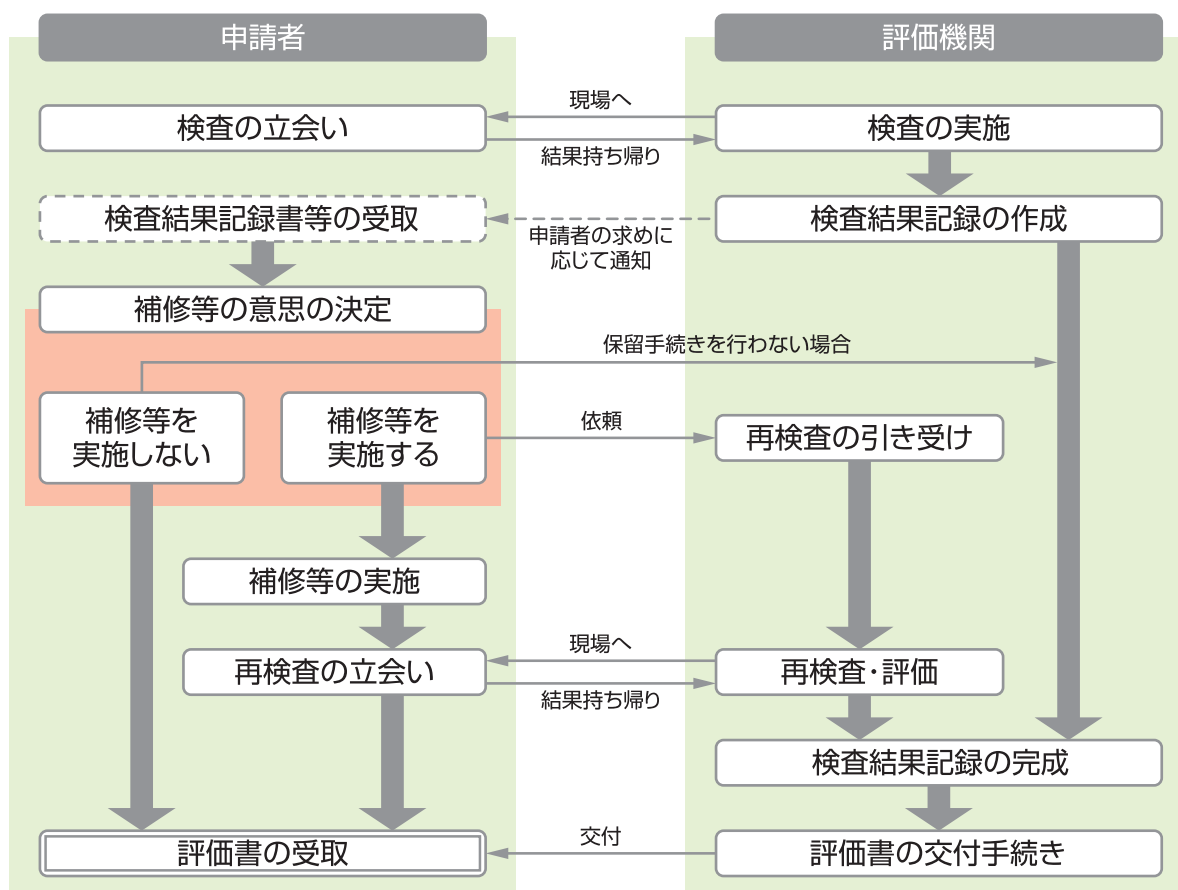 申請者
評価機関
現場へ
検査の立会い
検査の実施
結果持ち帰り
検査結果記録書等の受取
検査結果記録の作成
申請者の求めに
応じて通知
補修等の意思の決定
保留手続きを行わない場合
補修等を
実施しない
補修等を
実施する
依頼
再検査の引き受け
補修等の実施
現場へ
再検査の立会い
再検査・評価
結果持ち帰り
検査結果記録の完成
交付
評価書の受取
評価書の交付手続き